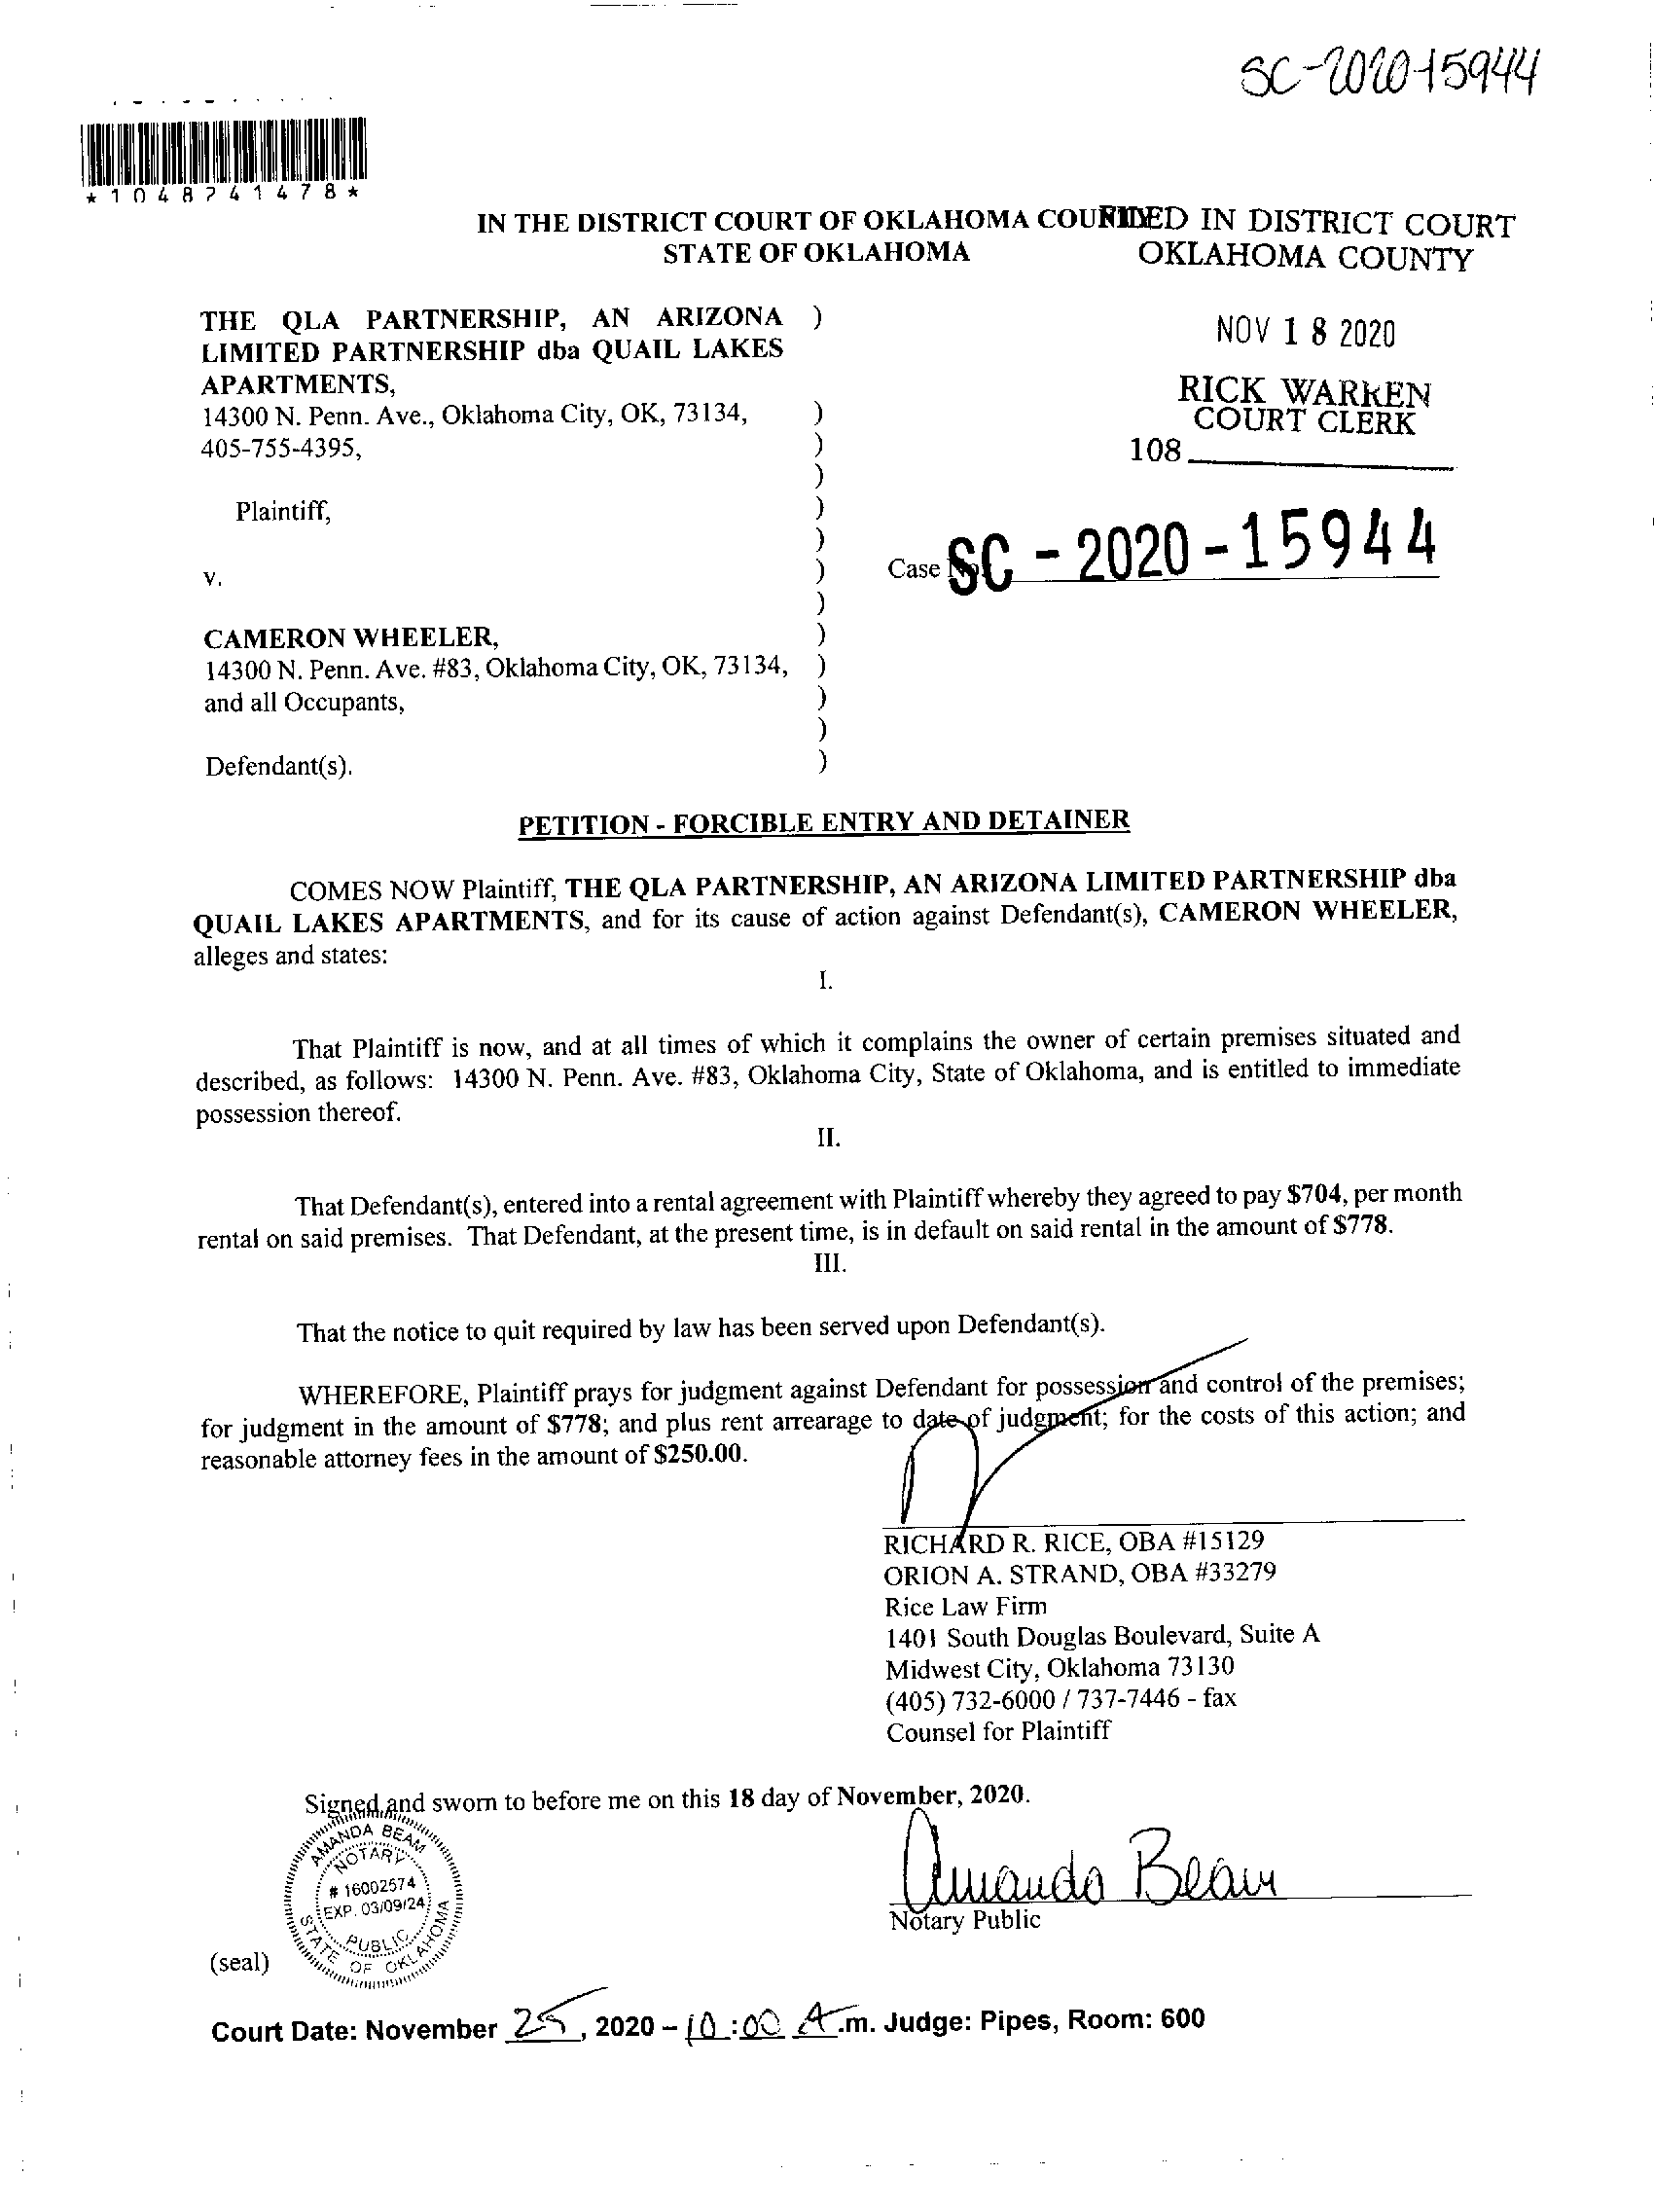 SC-2020-15944
*1048241478*
IN THE DISTRICT COURT OF OKLAHOMA COUNTY
STATE OF OKLAHOMA
FILED IN DISTRICT COURT
OKLAHOMA COUNTY
NOV 18 2020
RICK WARREN
COURT CLERK
108
THE QLA PARTNERSHIP, AN ARIZONA )
LIMITED PARTNERSHIP dba QUAIL LAKES
APARTMENTS,
14300 N. Penn. Ave., Oklahoma City, OK, 73134, )
405-755-4395, )
)
Plaintiff, )
)
v. )
)
Case No. SC - 2020 - 15944
CAMERON WHEELER, )
14300 N. Penn. Ave. #83, Oklahoma City, OK, 73134, )
and all Occupants, )
)
Defendant(s). )
PETITION - FORCIBLE ENTRY AND DETAINER
COMES NOW Plaintiff, THE QLA PARTNERSHIP, AN ARIZONA LIMITED PARTNERSHIP dba
QUAIL LAKES APARTMENTS, and for its cause of action against Defendant(s), CAMERON WHEELER,
alleges and states:
I.
That Plaintiff is now, and at all times of which it complains the owner of certain premises situated and
described, as follows: 14300 N. Penn. Ave. #83, Oklahoma City, State of Oklahoma, and is entitled to immediate
possession thereof.
II.
That Defendant(s), entered into a rental agreement with Plaintiff whereby they agreed to pay $704, per month
rental on said premises. That Defendant, at the present time, is in default on said rental in the amount of $778.
III.
That the notice to quit required by law has been served upon Defendant(s).
WHEREFORE, Plaintiff prays for judgment against Defendant for possession and control of the premises;
for judgment in the amount of $778; and plus rent arrearage to date of judgment; for the costs of this action; and
reasonable attorney fees in the amount of $250.00.
RICHARD R. RICE, OBA #15129
ORION A. STRAND, OBA #33279
Rice Law Firm
1401 South Douglas Boulevard, Suite A
Midwest City, Oklahoma 73130
(405) 732-6000 / 737-7446 - fax
Counsel for Plaintiff
Signed and sworn to before me on this 18 day of November, 2020.
AMANDA BEAM
NOTARY
# 16002574
EXP. 03/09/24
PUBLIC
STATE OF OKLAHOMA
Amanda Beam
Notary Public
(seal)
Court Date: November 25, 2020 – 10:00 A.m. Judge: Pipes, Room: 600